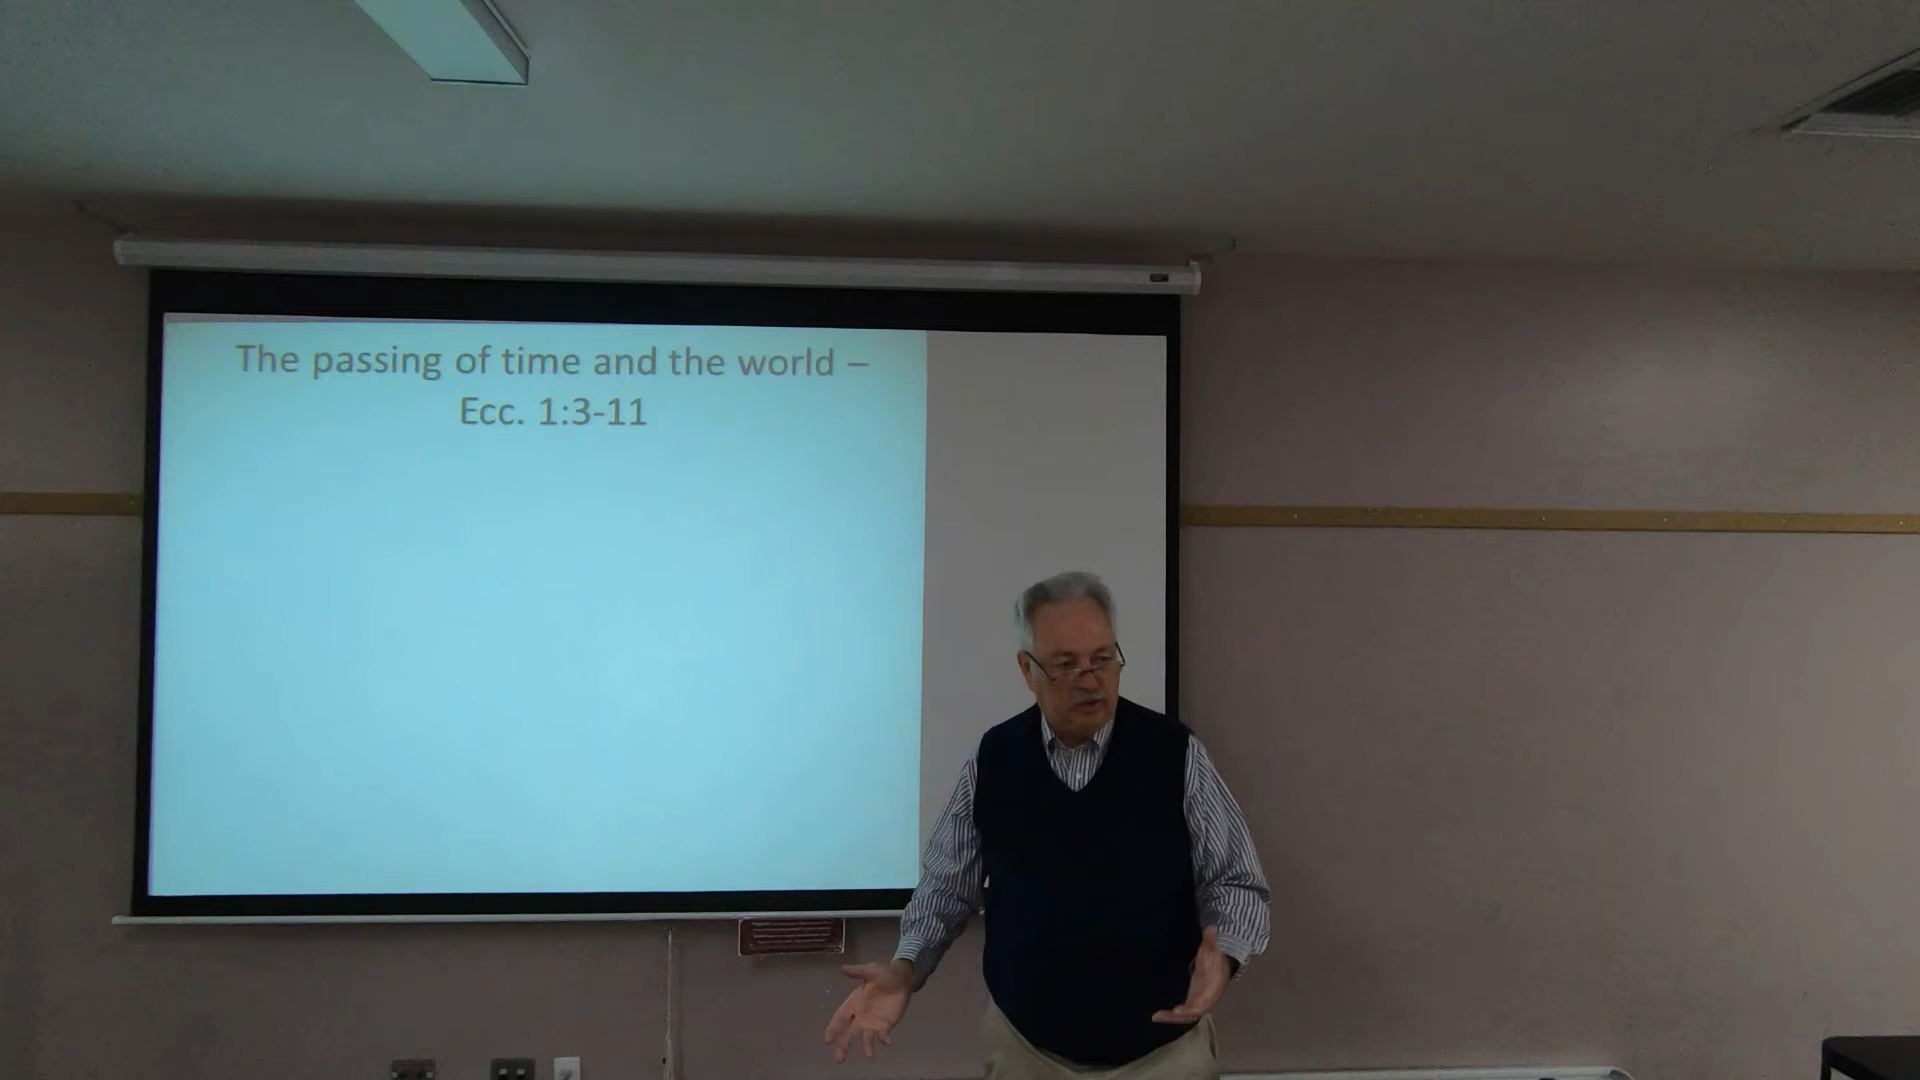 The passing of time and the world –
Ecc. 1:3-11